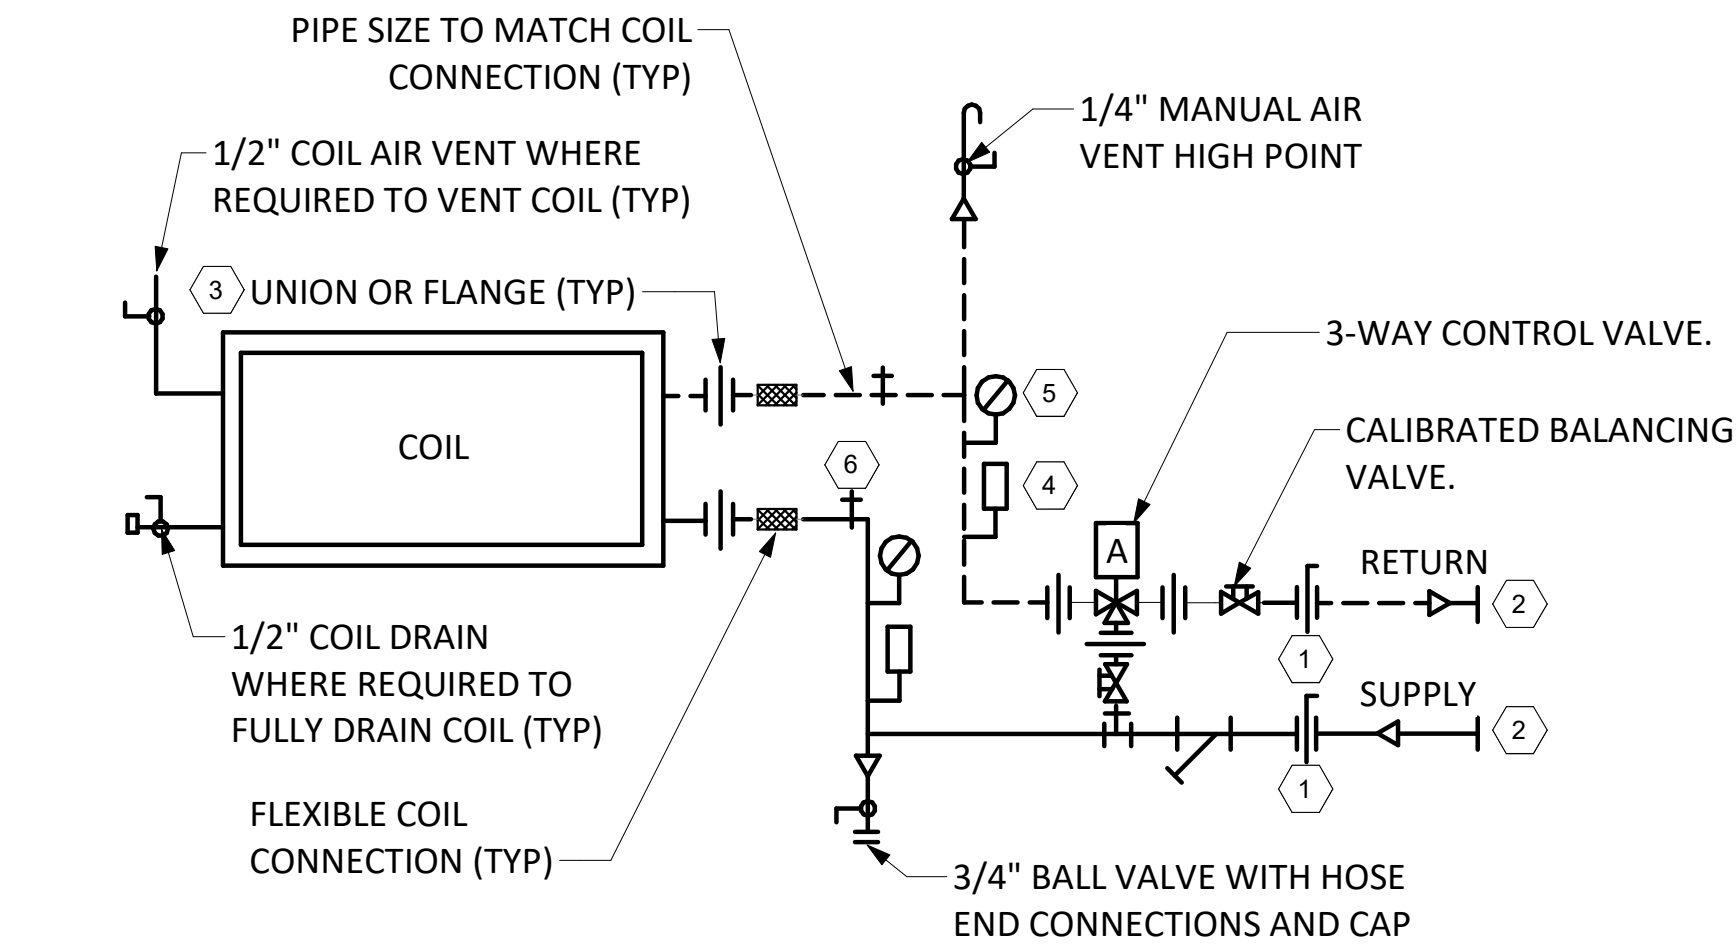 PIPE SIZE TO MATCH COIL
CONNECTION (TYP)
1/4" MANUAL AIR
VENT HIGH POINT
1/2" COIL AIR VENT WHERE
REQUIRED TO VENT COIL (TYP)
3 UNION OR FLANGE (TYP)
3-WAY CONTROL VALVE.
5
CALIBRATED BALANCING
VALVE.
COIL
6
4
A
RETURN
2
1
SUPPLY
2
1
1/2" COIL DRAIN
WHERE REQUIRED TO
FULLY DRAIN COIL (TYP)
FLEXIBLE COIL
CONNECTION (TYP)
3/4" BALL VALVE WITH HOSE
END CONNECTIONS AND CAP